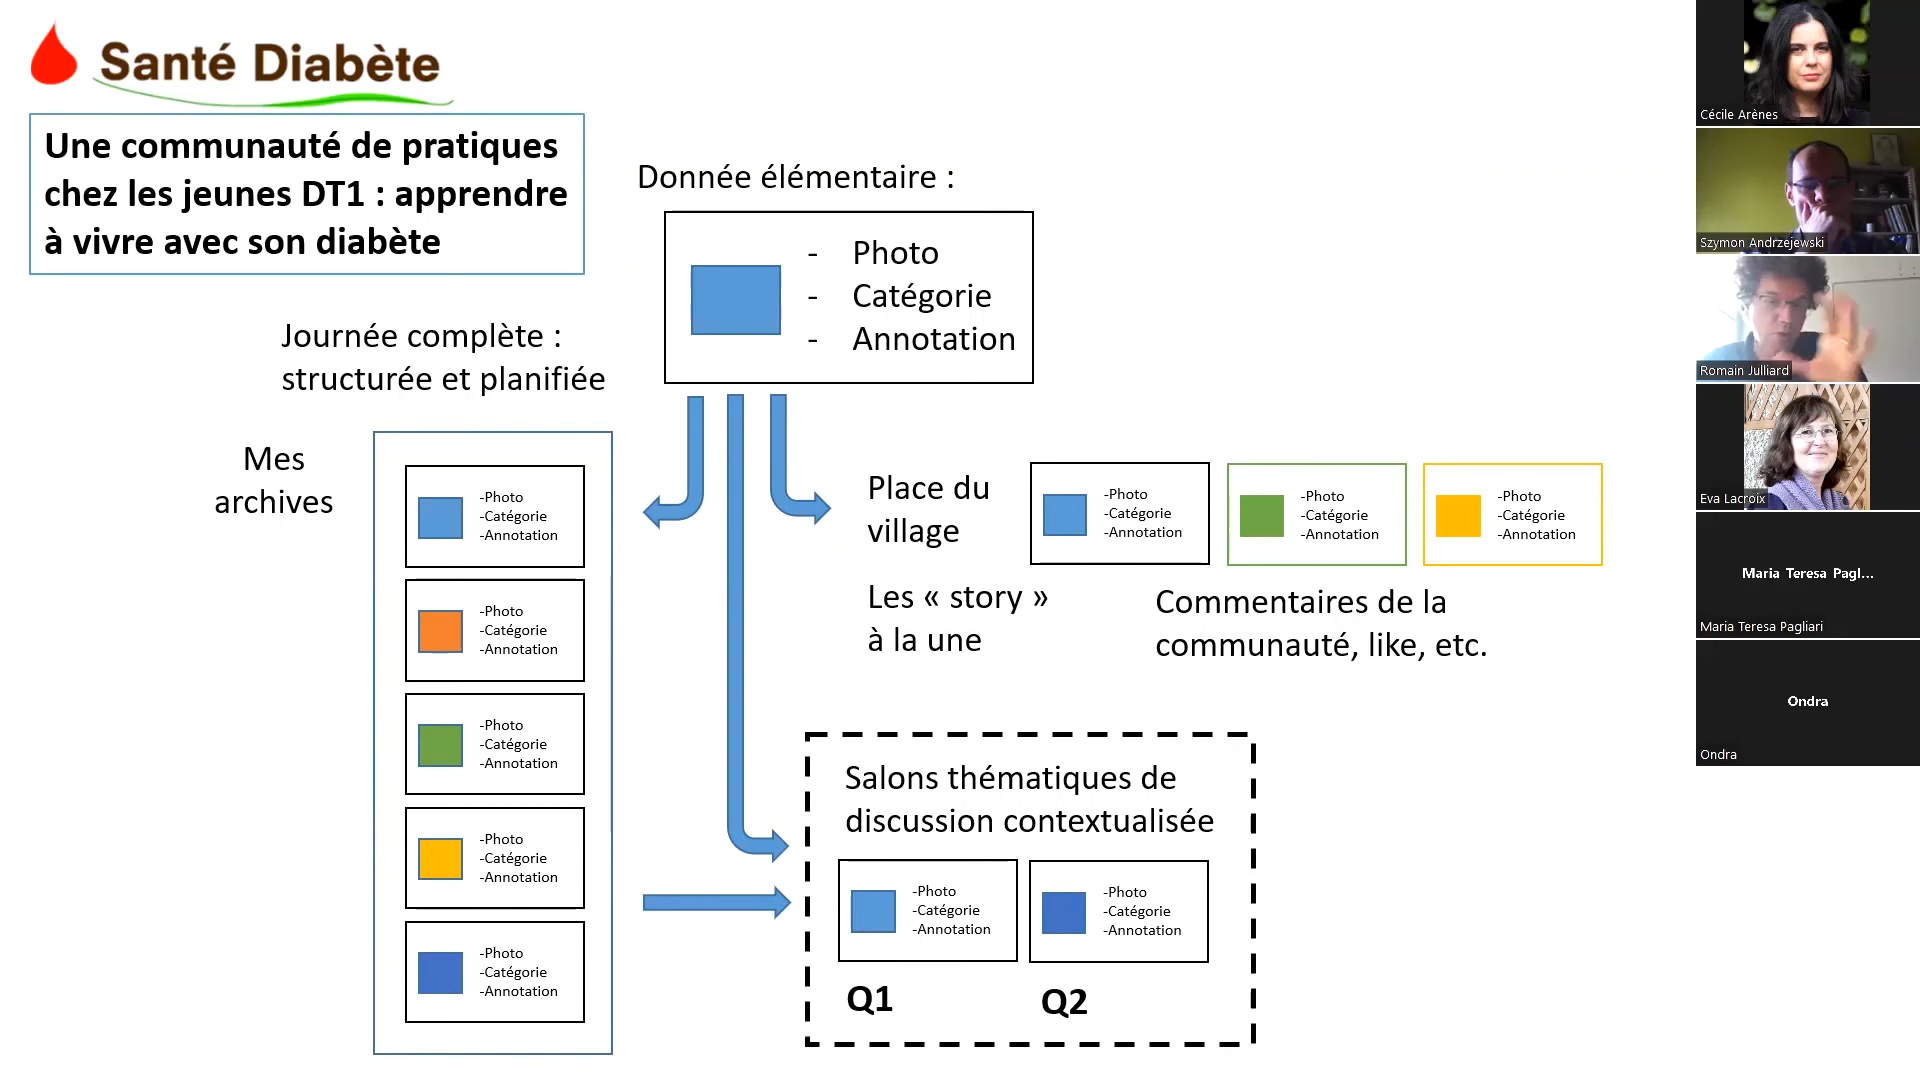 Santé Diabète
Une communauté de pratiques
chez les jeunes DT1 : apprendre
à vivre avec son diabète
Donnée élémentaire :
- Photo
- Catégorie
- Annotation
Journée complète :
structurée et planifiée
Mes
archives
-Photo
-Catégorie
-Annotation
-Photo
-Catégorie
-Annotation
-Photo
-Catégorie
-Annotation
-Photo
-Catégorie
-Annotation
-Photo
-Catégorie
-Annotation
Place du
village
-Photo
-Catégorie
-Annotation
-Photo
-Catégorie
-Annotation
-Photo
-Catégorie
-Annotation
Les « story »
à la une
Commentaires de la
communauté, like, etc.
Salons thématiques de
discussion contextualisée
-Photo
-Catégorie
-Annotation
-Photo
-Catégorie
-Annotation
Q1
Q2
Cécile Arènes
Szymon Andrzejewski
Romain Julliard
Eva Lacroix
Maria Teresa Pagl...
Maria Teresa Pagliari
Ondra
Ondra